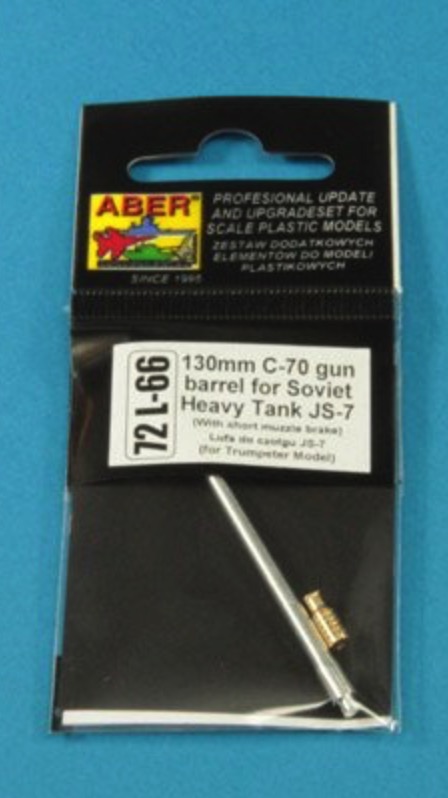 ABER™
PROFESIONAL UPDATE
AND UPGRADESET FOR
SCALE PLASTIC MODELS
ZESTAW DODATKOWYCH
ELEMENTÓW DO MODELI
PLASTIKOWYCH
SINCE 1995
72 L-66
130mm C-70 gun
barrel for Soviet
Heavy Tank JS-7
(With short muzzle brake)
Lufa do czołgu JS-7
(for Trumpeter Model)